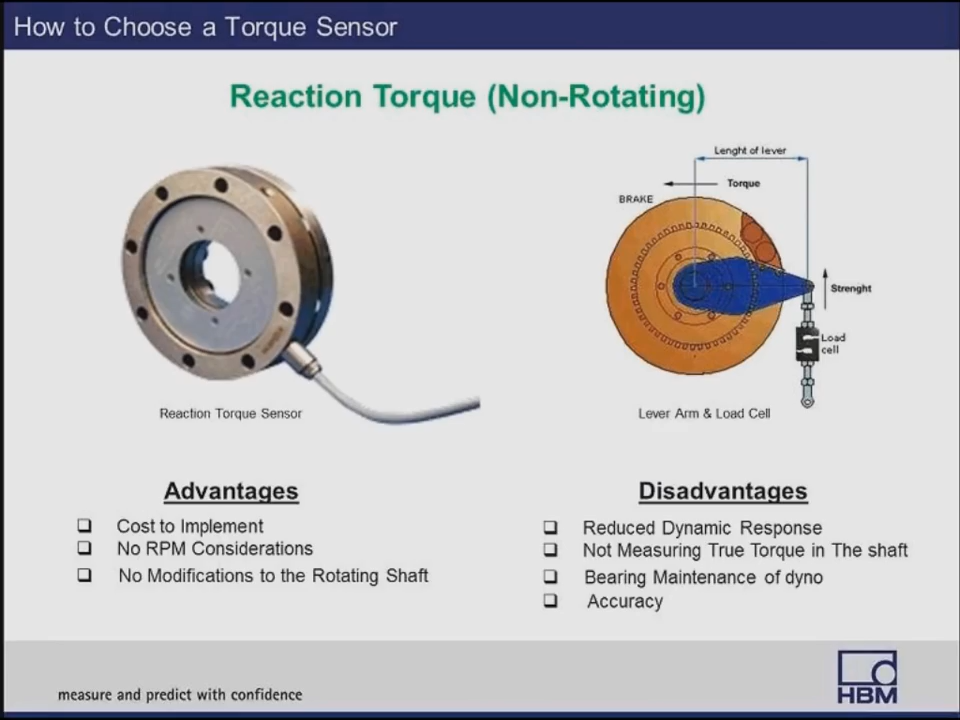 How to Choose a Torque Sensor
Reaction Torque (Non-Rotating)
Lenght of lever
Torque
BRAKE
Strenght
Load
cell
Reaction Torque Sensor
Lever Arm & Load Cell
Advantages
Cost to Implement
No RPM Considerations
No Modifications to the Rotating Shaft
Disadvantages
Reduced Dynamic Response
Not Measuring True Torque in The shaft
Bearing Maintenance of dyno
Accuracy
measure and predict with confidence
HBM